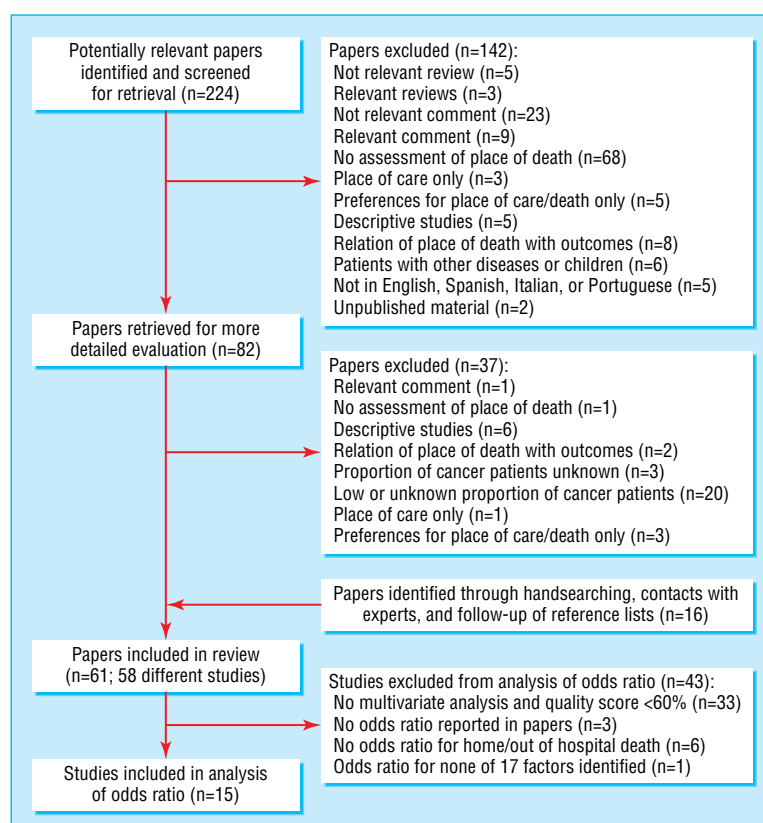 Potentially relevant papers
identified and screened
for retrieval (n=224)
Papers excluded (n=142):
Not relevant review (n=5)
Relevant reviews (n=3)
Not relevant comment (n=23)
Relevant comment (n=9)
No assessment of place of death (n=68)
Place of care only (n=3)
Preferences for place of care/death only (n=5)
Descriptive studies (n=5)
Relation of place of death with outcomes (n=8)
Patients with other diseases or children (n=6)
Not in English, Spanish, Italian, or Portuguese (n=5)
Unpublished material (n=2)
Papers retrieved for more
detailed evaluation (n=82)
Papers excluded (n=37):
Relevant comment (n=1)
No assessment of place of death (n=1)
Descriptive studies (n=6)
Relation of place of death with outcomes (n=2)
Proportion of cancer patients unknown (n=3)
Low or unknown proportion of cancer patients (n=20)
Place of care only (n=1)
Preferences for place of care/death only (n=3)
Papers identified through handsearching, contacts with
experts, and follow-up of reference lists (n=16)
Papers included in review
(n=61; 58 different studies)
Studies excluded from analysis of odds ratio (n=43):
No multivariate analysis and quality score <60% (n=33)
No odds ratio reported in papers (n=3)
No odds ratio for home/out of hospital death (n=6)
Odds ratio for none of 17 factors identified (n=1)
Studies included in analysis
of odds ratio (n=15)